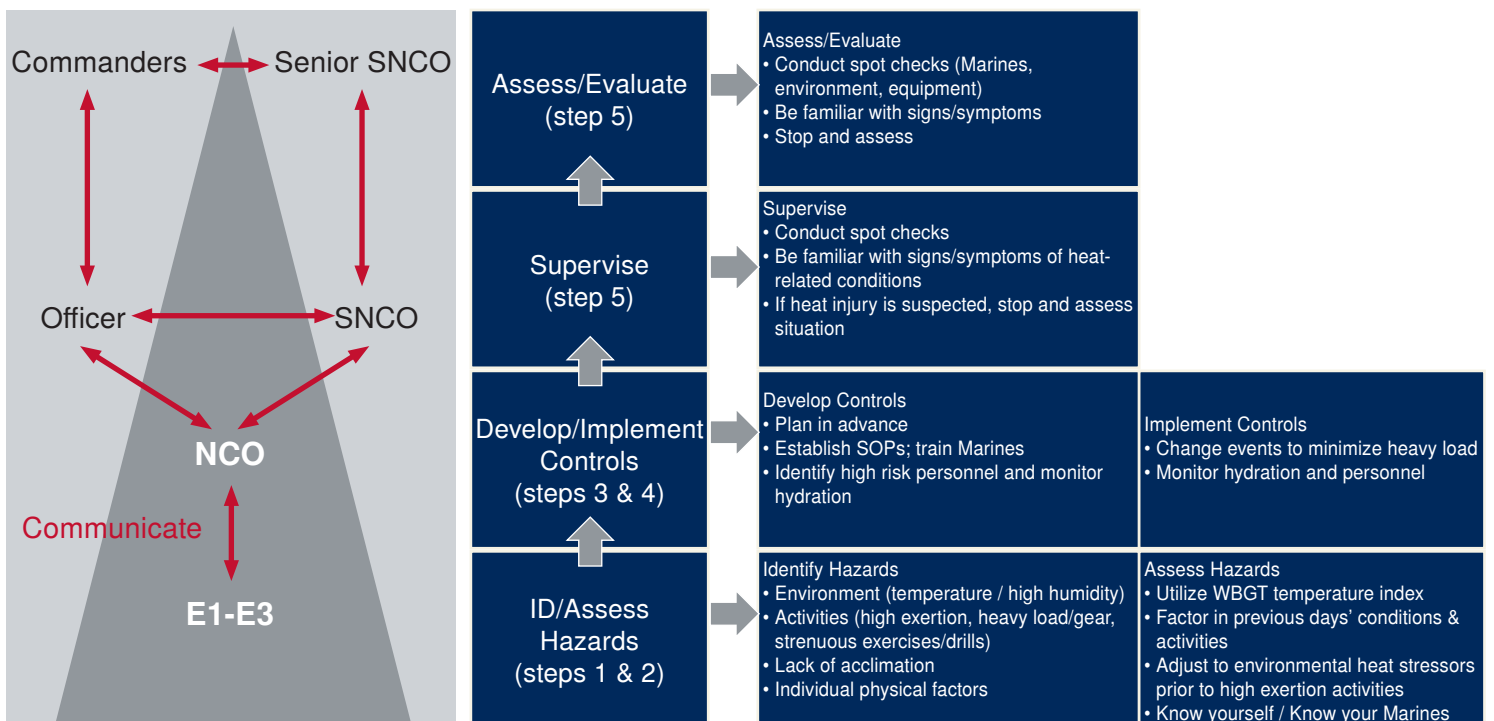 Commanders
Senior SNCO
Officer
SNCO
NCO
Communicate
E1-E3
Assess/Evaluate
(step 5)
Assess/Evaluate
• Conduct spot checks (Marines,
environment, equipment)
• Be familiar with signs/symptoms
• Stop and assess
Supervise
(step 5)
Supervise
• Conduct spot checks
• Be familiar with signs/symptoms of heat-
related conditions
• If heat injury is suspected, stop and assess
situation
Develop/Implement
Controls
(steps 3 & 4)
Develop Controls
• Plan in advance
• Establish SOPs; train Marines
• Identify high risk personnel and monitor
hydration
Implement Controls
• Change events to minimize heavy load
• Monitor hydration and personnel
ID/Assess
Hazards
(steps 1 & 2)
Identify Hazards
• Environment (temperature / high humidity)
• Activities (high exertion, heavy load/gear,
strenuous exercises/drills)
• Lack of acclimation
• Individual physical factors
Assess Hazards
• Utilize WBGT temperature index
• Factor in previous days’ conditions &
activities
• Adjust to environmental heat stressors
prior to high exertion activities
• Know yourself / Know your Marines